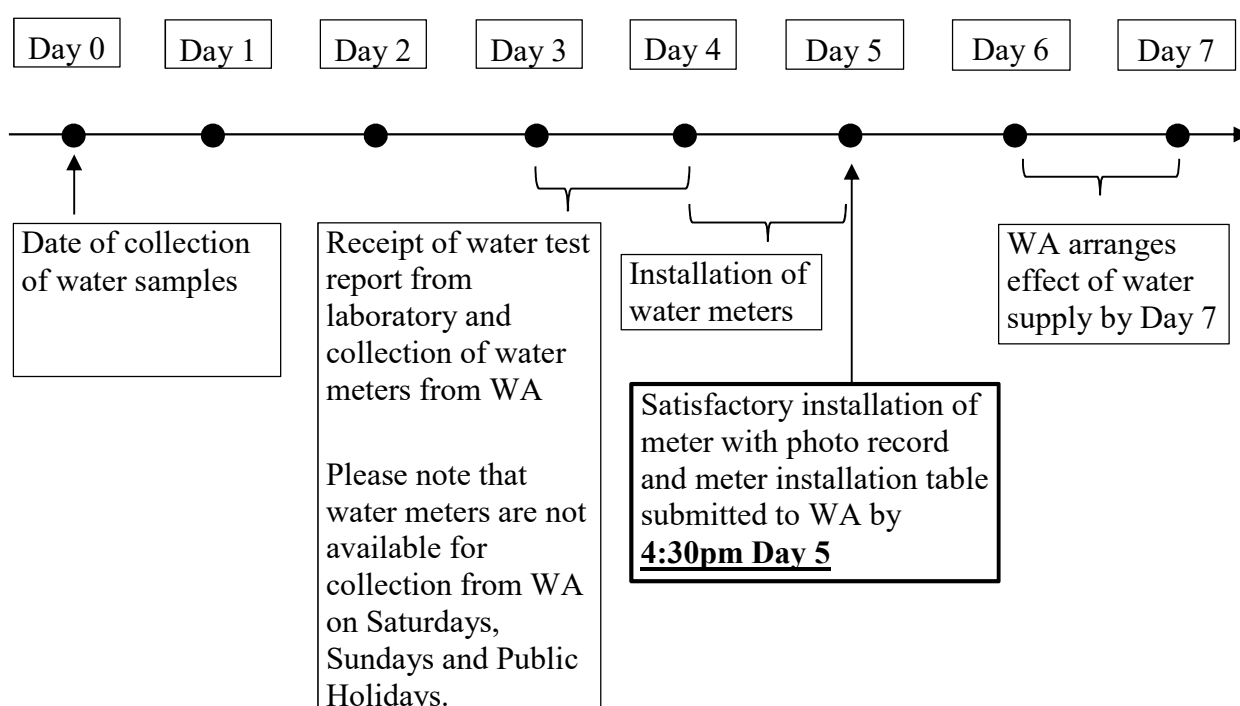 Day 0
Day 1
Day 2
Day 3
Day 4
Day 5
Day 6
Day 7
Date of collection
of water samples
Receipt of water test
report from
laboratory and
collection of water
meters from WA
Please note that
water meters are not
available for
collection from WA
on Saturdays,
Sundays and Public
Holidays.
Installation of
water meters
Satisfactory installation of
meter with photo record
and meter installation table
submitted to WA by
4:30pm Day 5
WA arranges
effect of water
supply by Day 7